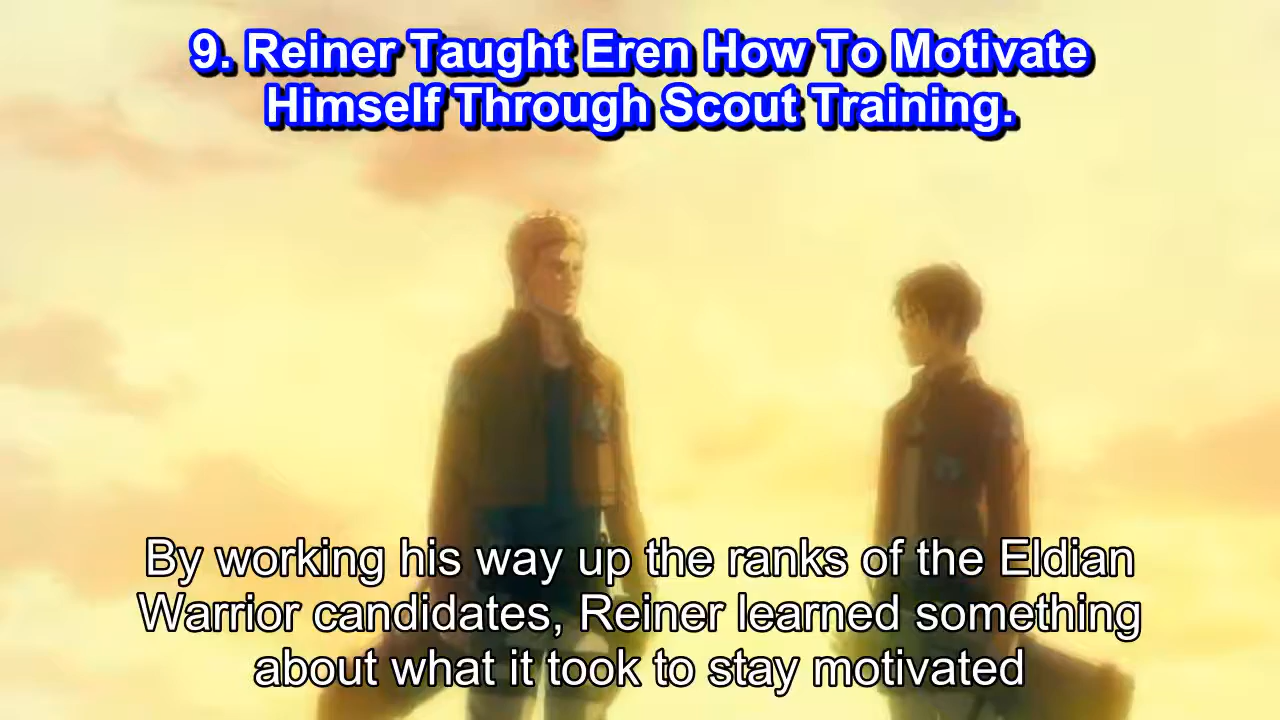 9. Reiner Taught Eren How To Motivate
Himself Through Scout Training.
By working his way up the ranks of the Eldian
Warrior candidates, Reiner learned something
about what it took to stay motivated